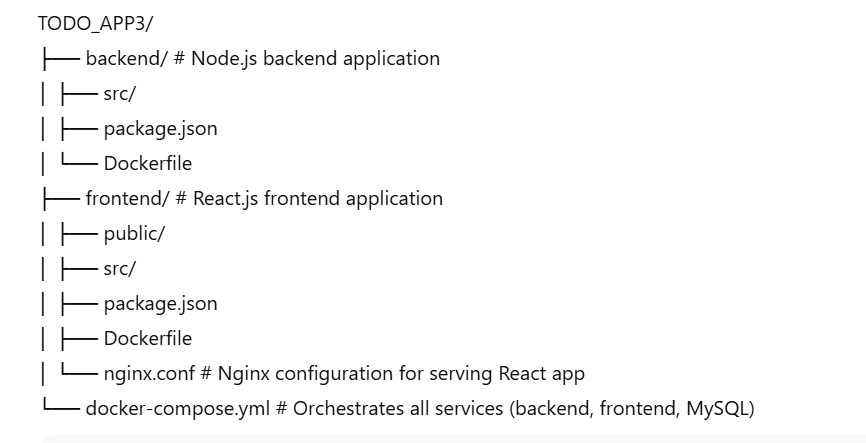 TODO_APP3/
├── backend/ # Node.js backend application
│ ├── src/
│ ├── package.json
│ └── Dockerfile
├── frontend/ # React.js frontend application
│ ├── public/
│ ├── src/
│ ├── package.json
│ ├── Dockerfile
│ └── nginx.conf # Nginx configuration for serving React app
└── docker-compose.yml # Orchestrates all services (backend, frontend, MySQL)